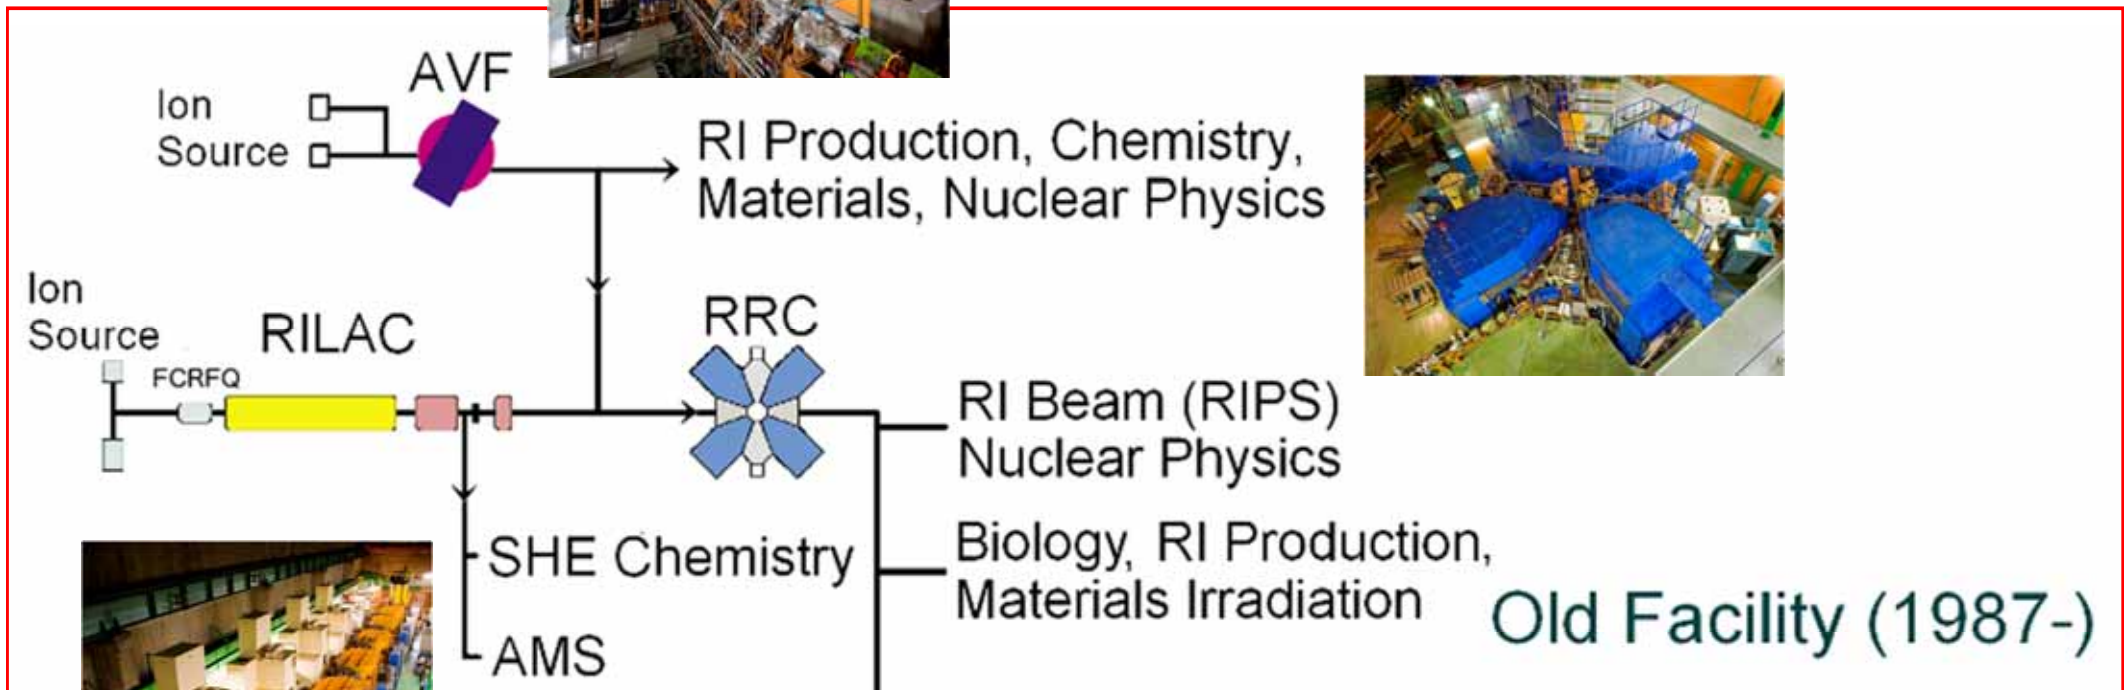 AVF
Ion
Source
RI Production, Chemistry,
Materials, Nuclear Physics
Ion
Source
RILAC
FCRFQ
RRC
RI Beam (RIPS)
Nuclear Physics
SHE Chemistry
Biology, RI Production,
Materials Irradiation
Old Facility (1987-)
AMS